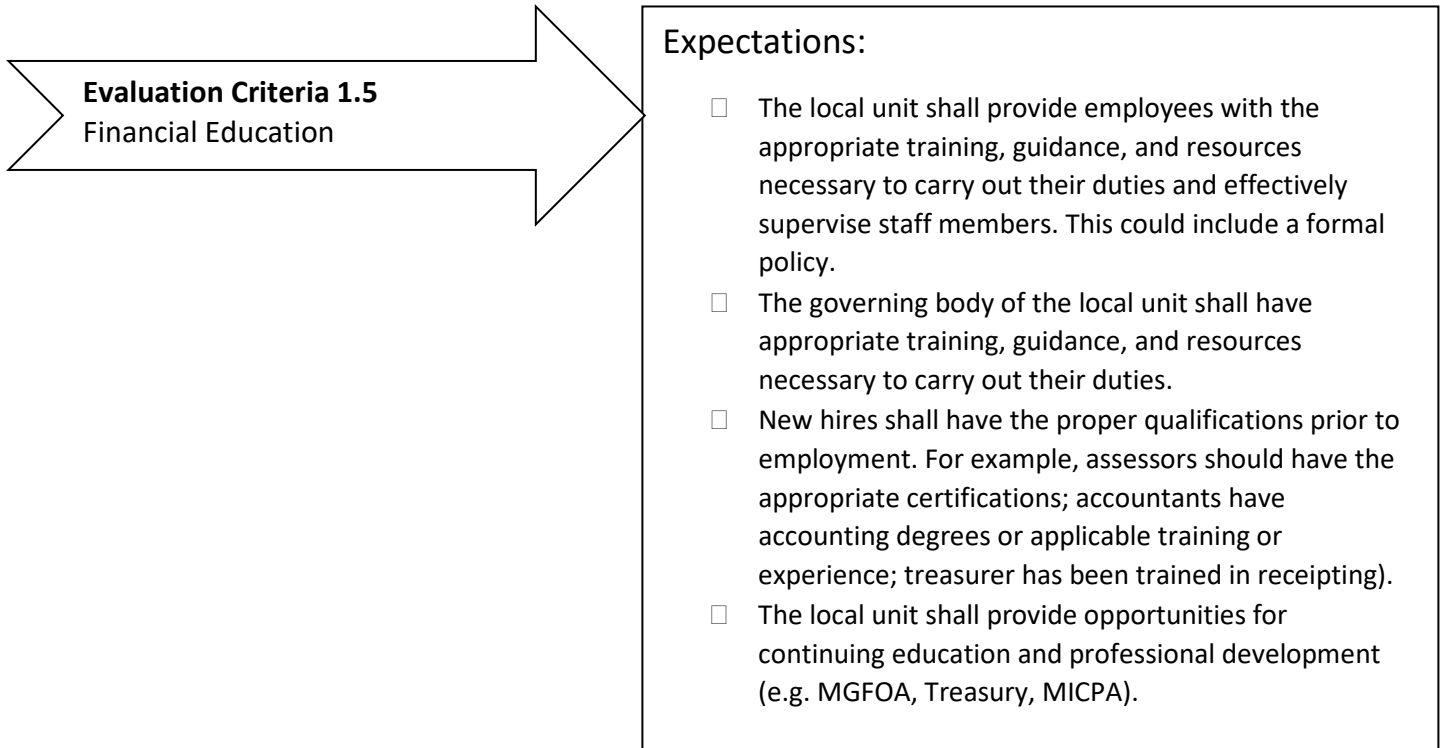 Evaluation Criteria 1.5
Financial Education
Expectations:
☐ The local unit shall provide employees with the
appropriate training, guidance, and resources
necessary to carry out their duties and effectively
supervise staff members. This could include a formal
policy.
☐ The governing body of the local unit shall have
appropriate training, guidance, and resources
necessary to carry out their duties.
☐ New hires shall have the proper qualifications prior to
employment. For example, assessors should have the
appropriate certifications; accountants have
accounting degrees or applicable training or
experience; treasurer has been trained in receipting).
☐ The local unit shall provide opportunities for
continuing education and professional development
(e.g. MGFOA, Treasury, MICPA).